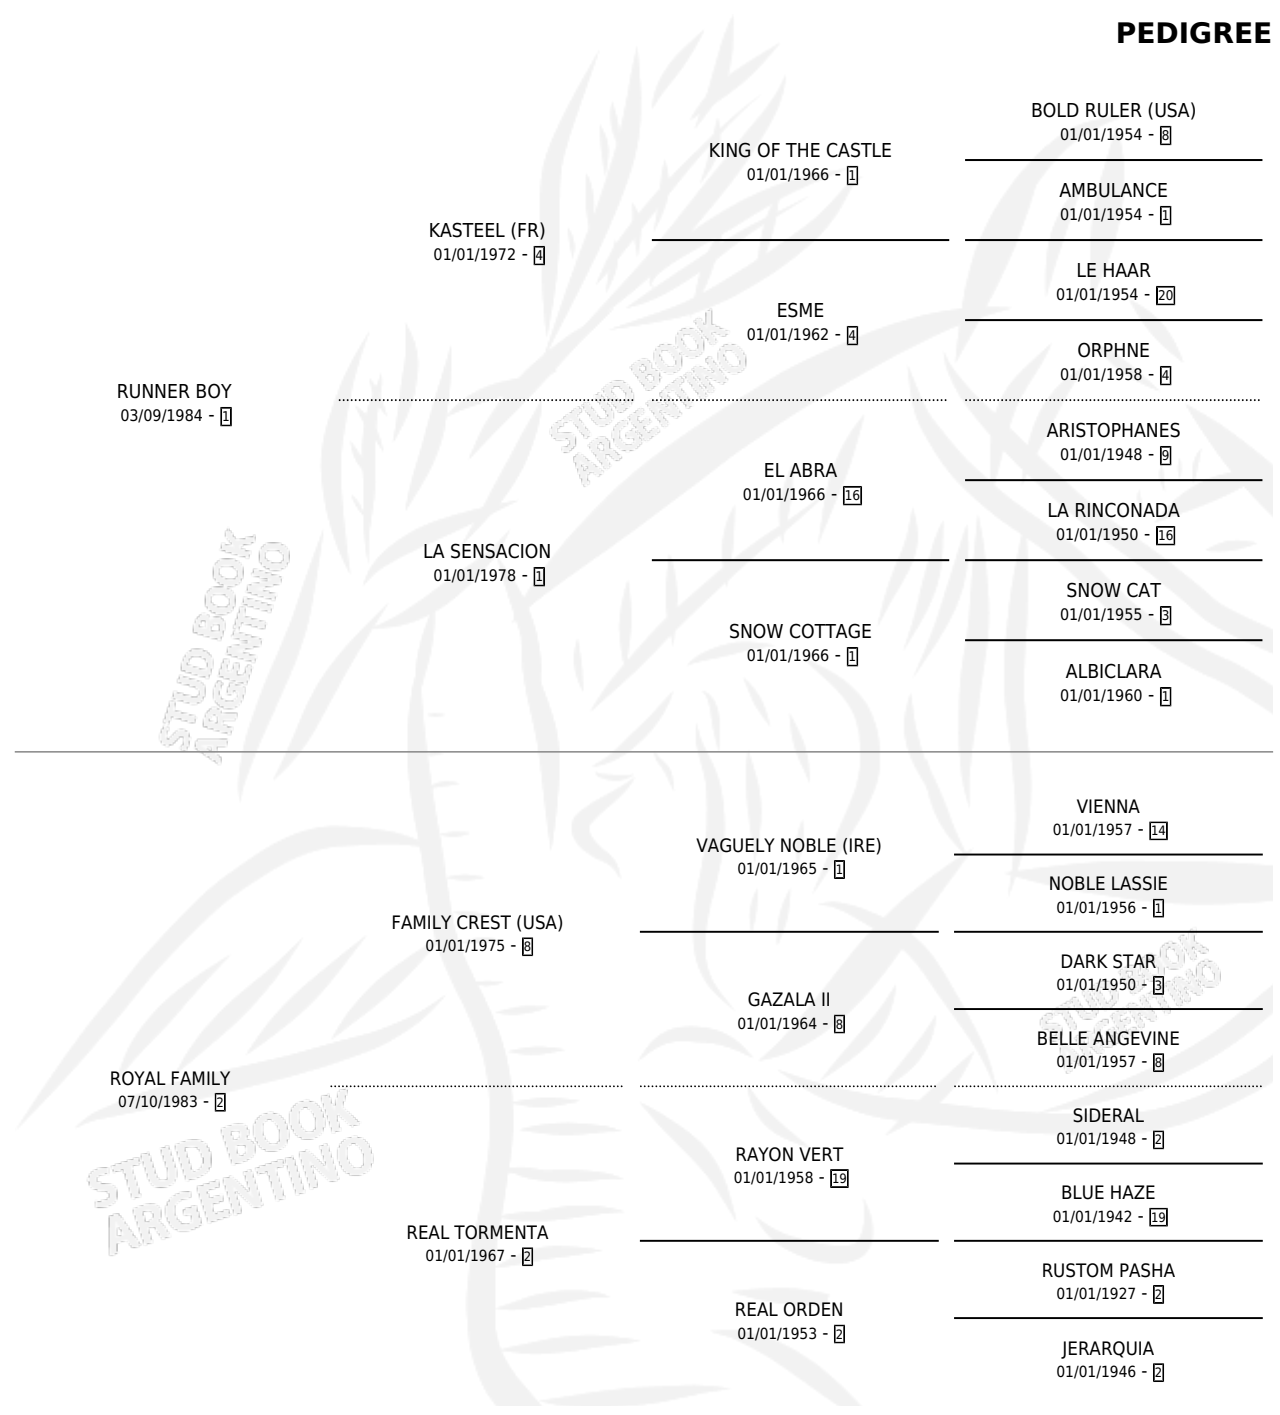 PEDIGREE
BOLD RULER (USA)
01/01/1954 - 8
KING OF THE CASTLE
01/01/1966 - 1
AMBULANCE
01/01/1954 - 1
KASTEEL (FR)
01/01/1972 - 4
LE HAAR
01/01/1954 - 20
ESME
01/01/1962 - 4
ORPHNE
01/01/1958 - 4
RUNNER BOY
03/09/1984 - 1
STUD BOOK
ARGENTINO
ARISTOPHANES
01/01/1948 - 9
EL ABRA
01/01/1966 - 16
LA RINCONADA
01/01/1950 - 16
LA SENSACION
01/01/1978 - 1
SNOW CAT
01/01/1955 - 3
SNOW COTTAGE
01/01/1966 - 1
ALBICLARA
01/01/1960 - 1
STUD BOOK
ARGENTINO
VIENNA
01/01/1957 - 14
VAGUELY NOBLE (IRE)
01/01/1965 - 1
NOBLE LASSIE
01/01/1956 - 1
FAMILY CREST (USA)
01/01/1975 - 8
DARK STAR
01/01/1950 - 3
GAZALA II
01/01/1964 - 8
STUD BOOK
ARGENTINO
BELLE ANGEVINE
01/01/1957 - 8
ROYAL FAMILY
07/10/1983 - 2
SIDERAL
01/01/1948 - 2
RAYON VERT
01/01/1958 - 19
STUD BOOK
ARGENTINO
BLUE HAZE
01/01/1942 - 19
REAL TORMENTA
01/01/1967 - 2
RUSTOM PASHA
01/01/1927 - 2
REAL ORDEN
01/01/1953 - 2
JERARQUIA
01/01/1946 - 2